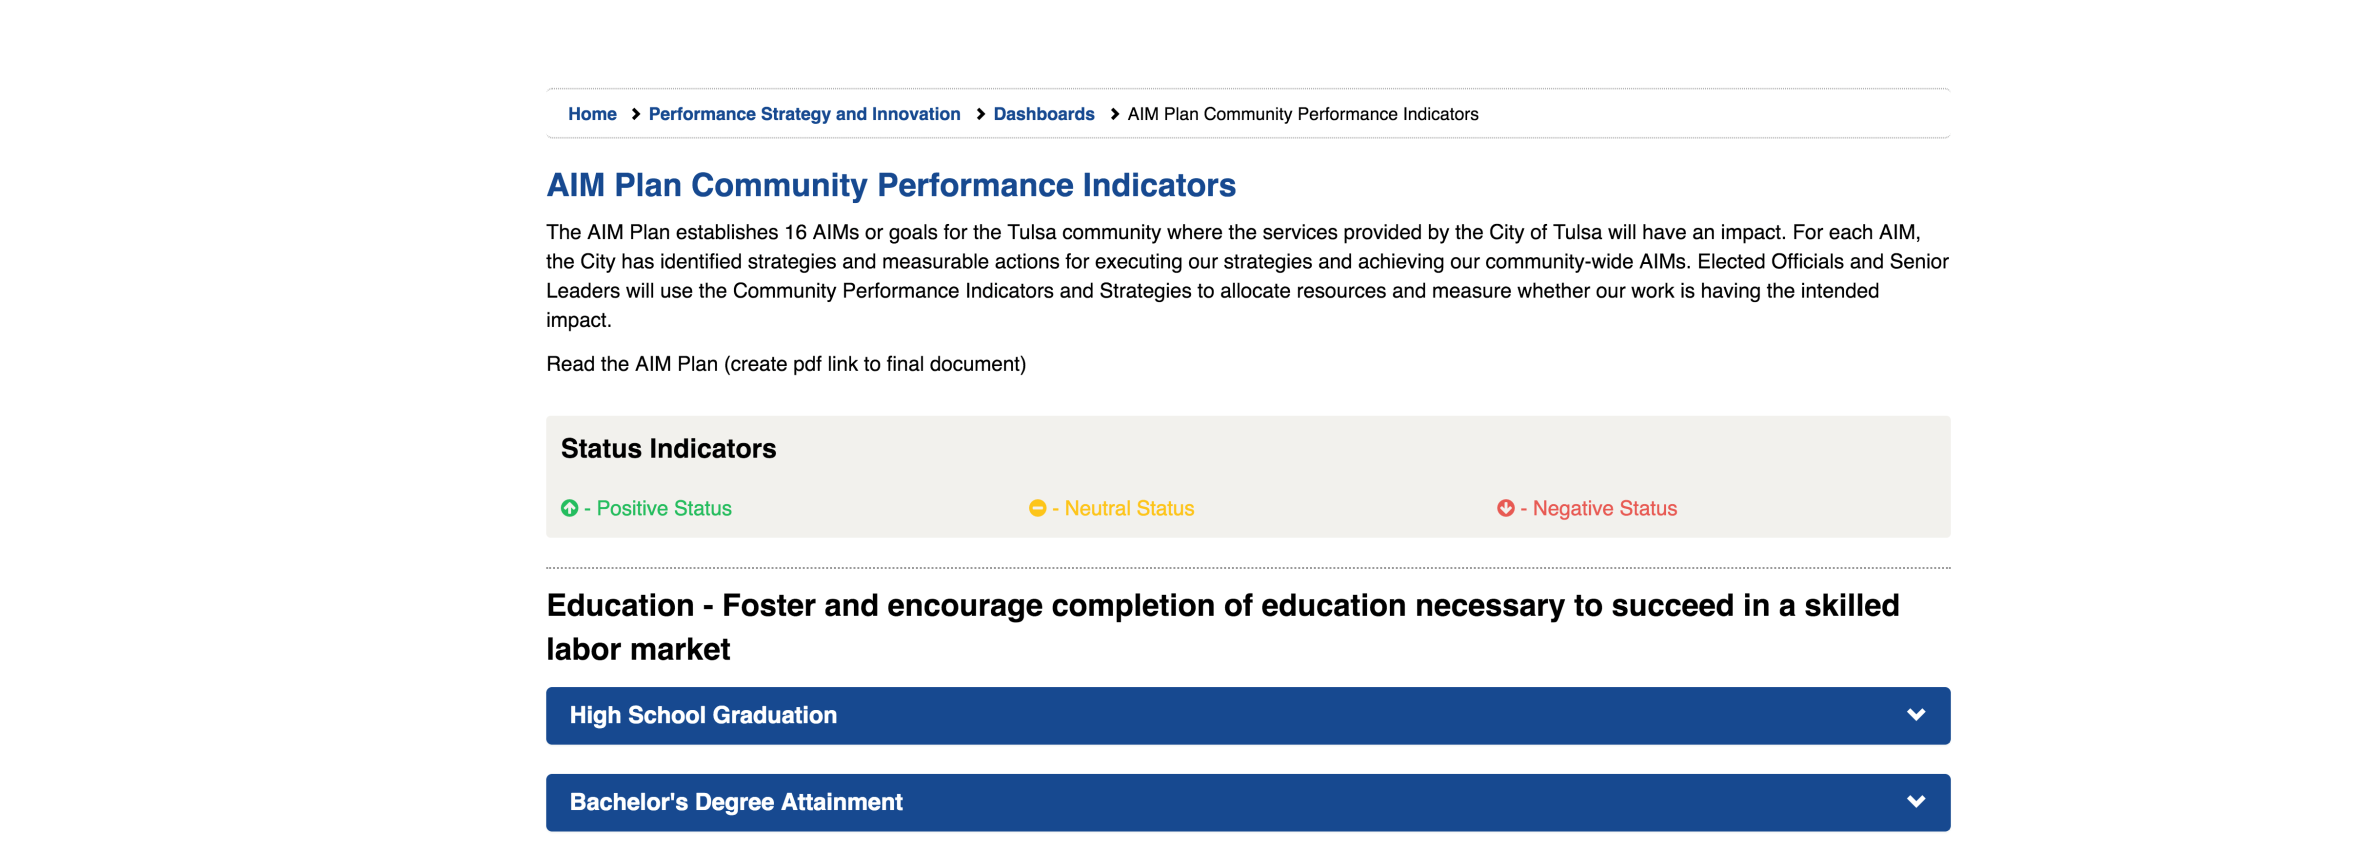 Home > Performance Strategy and Innovation > Dashboards > AIM Plan Community Performance Indicators
AIM Plan Community Performance Indicators
The AIM Plan establishes 16 AIMs or goals for the Tulsa community where the services provided by the City of Tulsa will have an impact. For each AIM,
the City has identified strategies and measurable actions for executing our strategies and achieving our community-wide AIMs. Elected Officials and Senior
Leaders will use the Community Performance Indicators and Strategies to allocate resources and measure whether our work is having the intended
impact.
Read the AIM Plan (create pdf link to final document)
Status Indicators
- Positive Status - Neutral Status - Negative Status
Education - Foster and encourage completion of education necessary to succeed in a skilled
labor market
High School Graduation
Bachelor's Degree Attainment